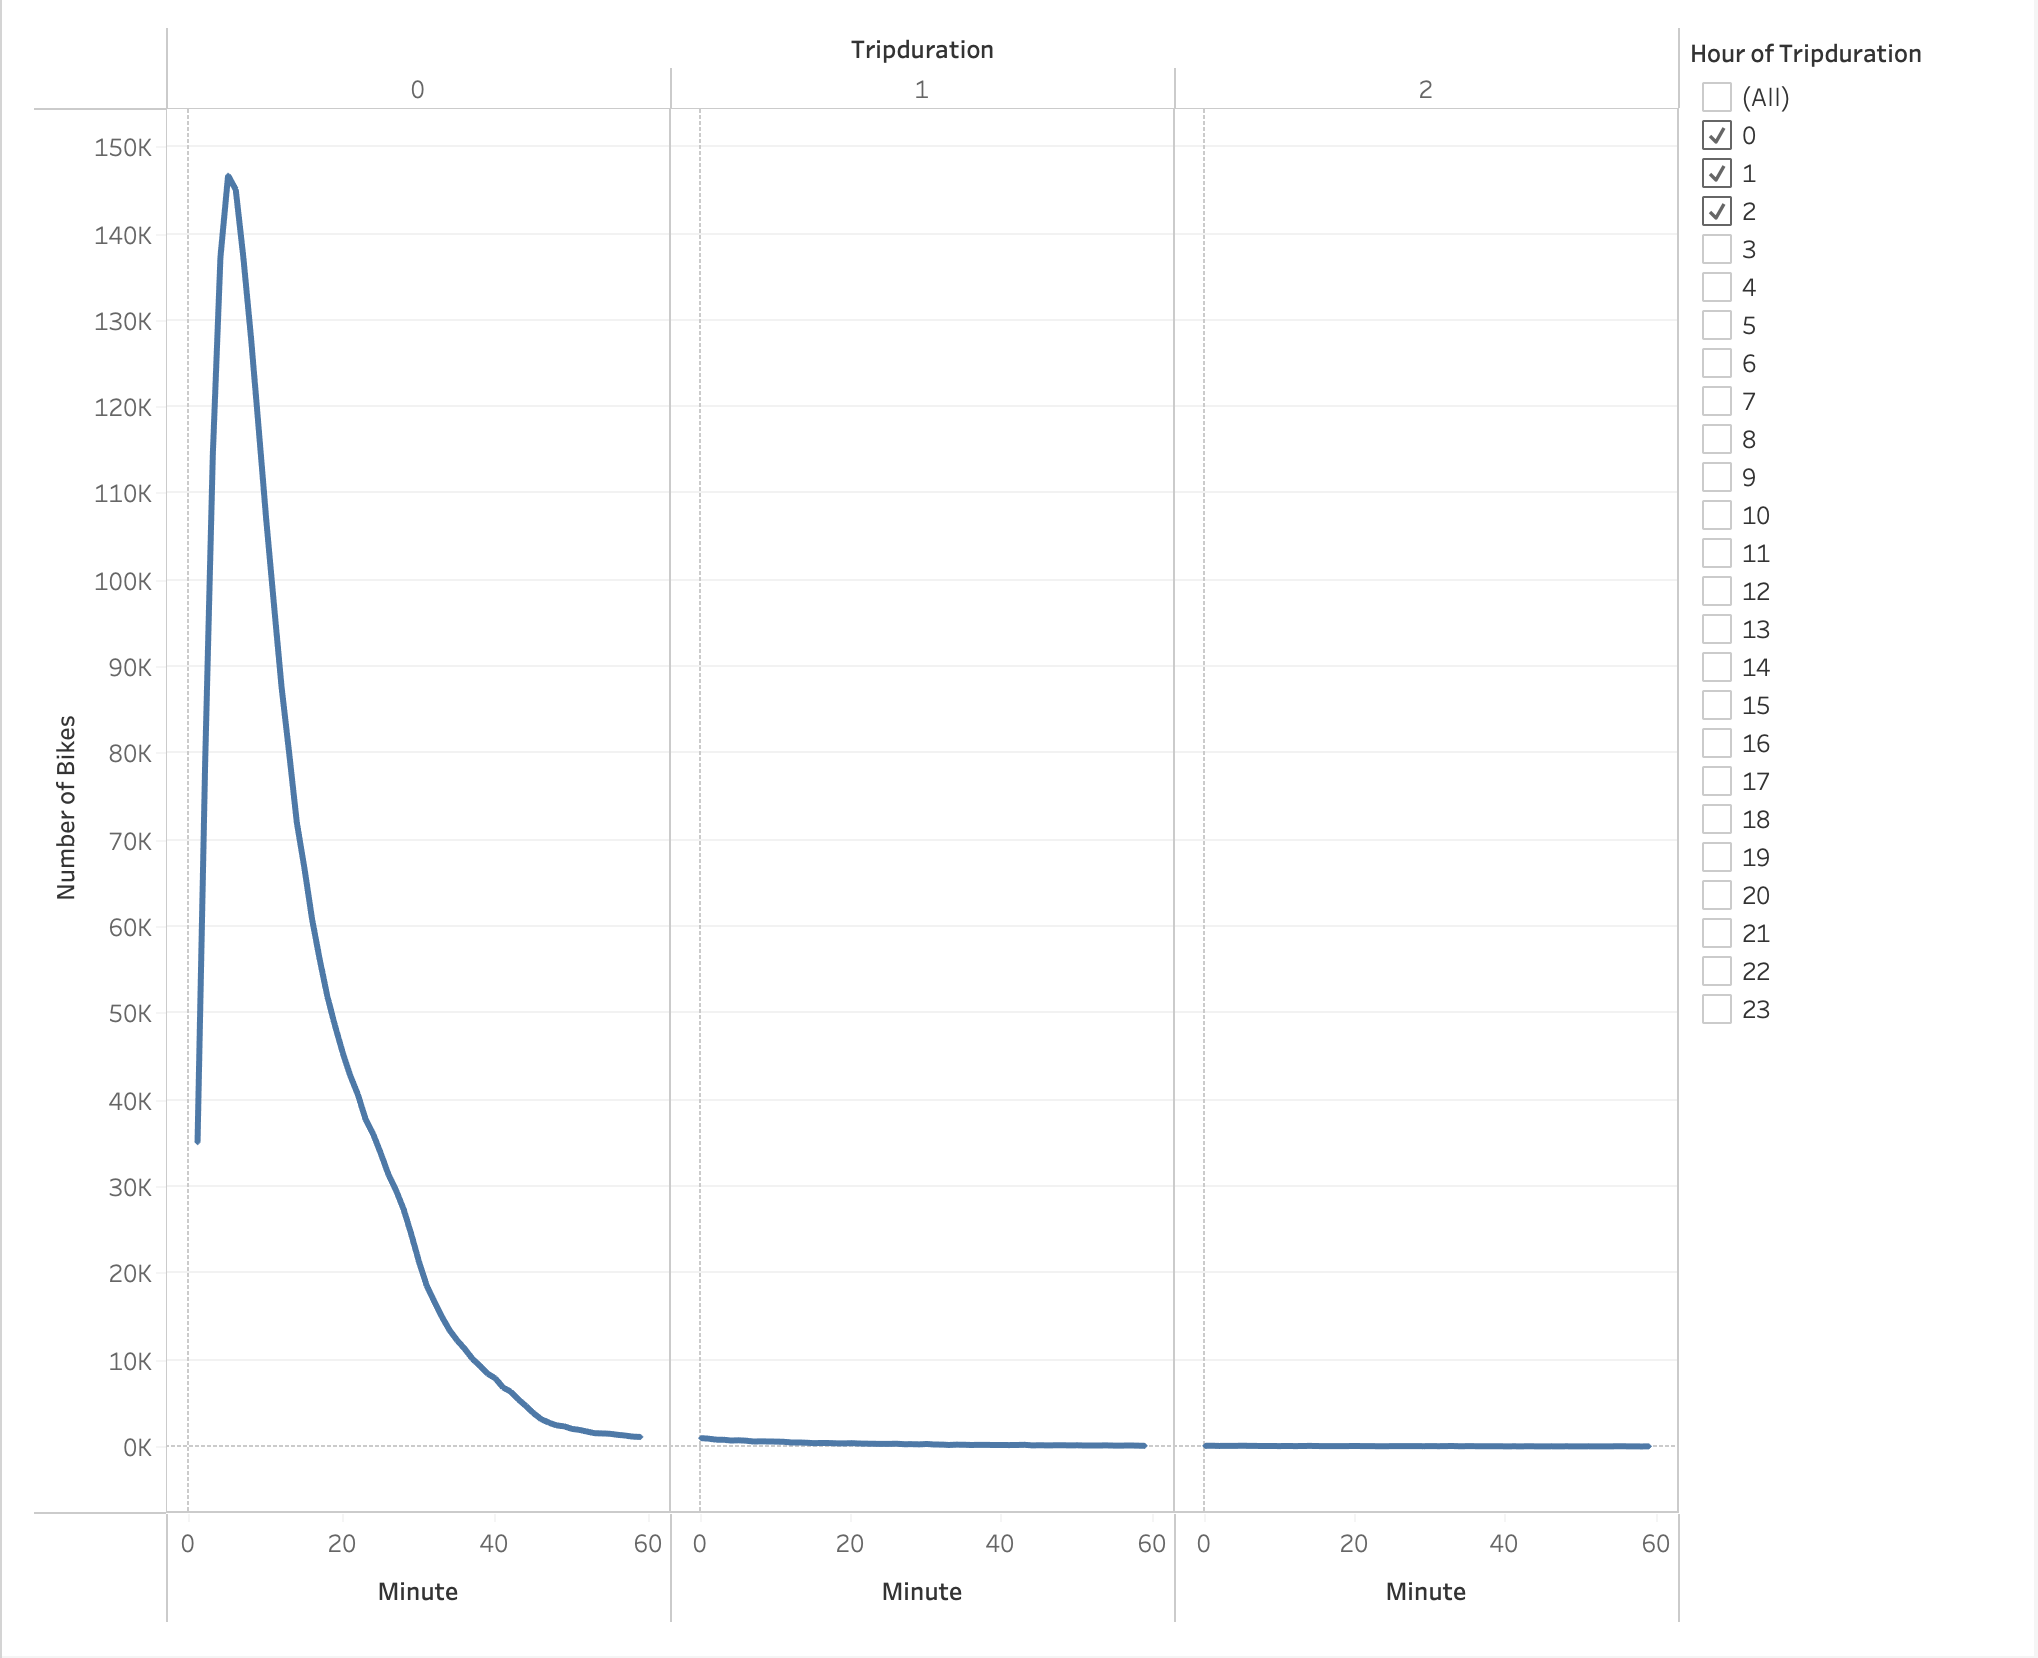 Tripduration
0 1 2
150K
140K
130K
120K
110K
100K
90K
80K
70K
60K
50K
40K
30K
20K
10K
0K
Number of Bikes
0 20 40 60 0 20 40 60 0 20 40 60
Minute Minute Minute
Hour of Tripduration
(All)
0
1
2
3
4
5
6
7
8
9
10
11
12
13
14
15
16
17
18
19
20
21
22
23